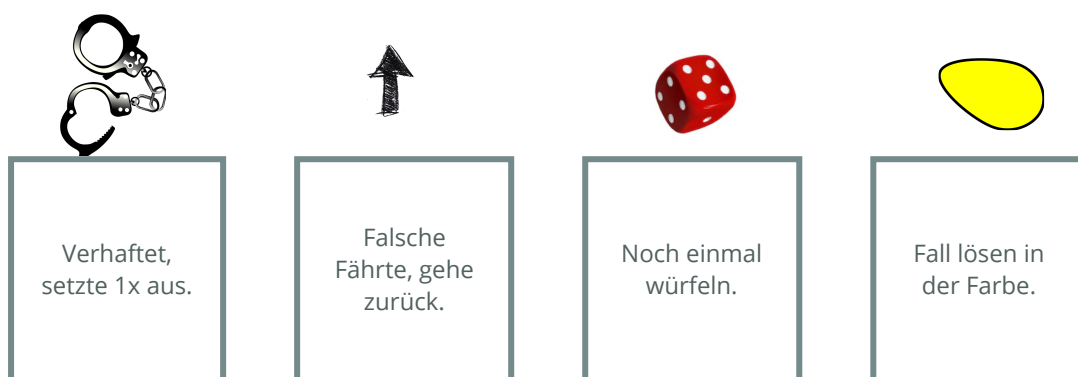 Verhaftet,
setzte 1x aus.
Falsche
Fährte, gehe
zurück.
Noch einmal
würfeln.
Fall lösen in
der Farbe.